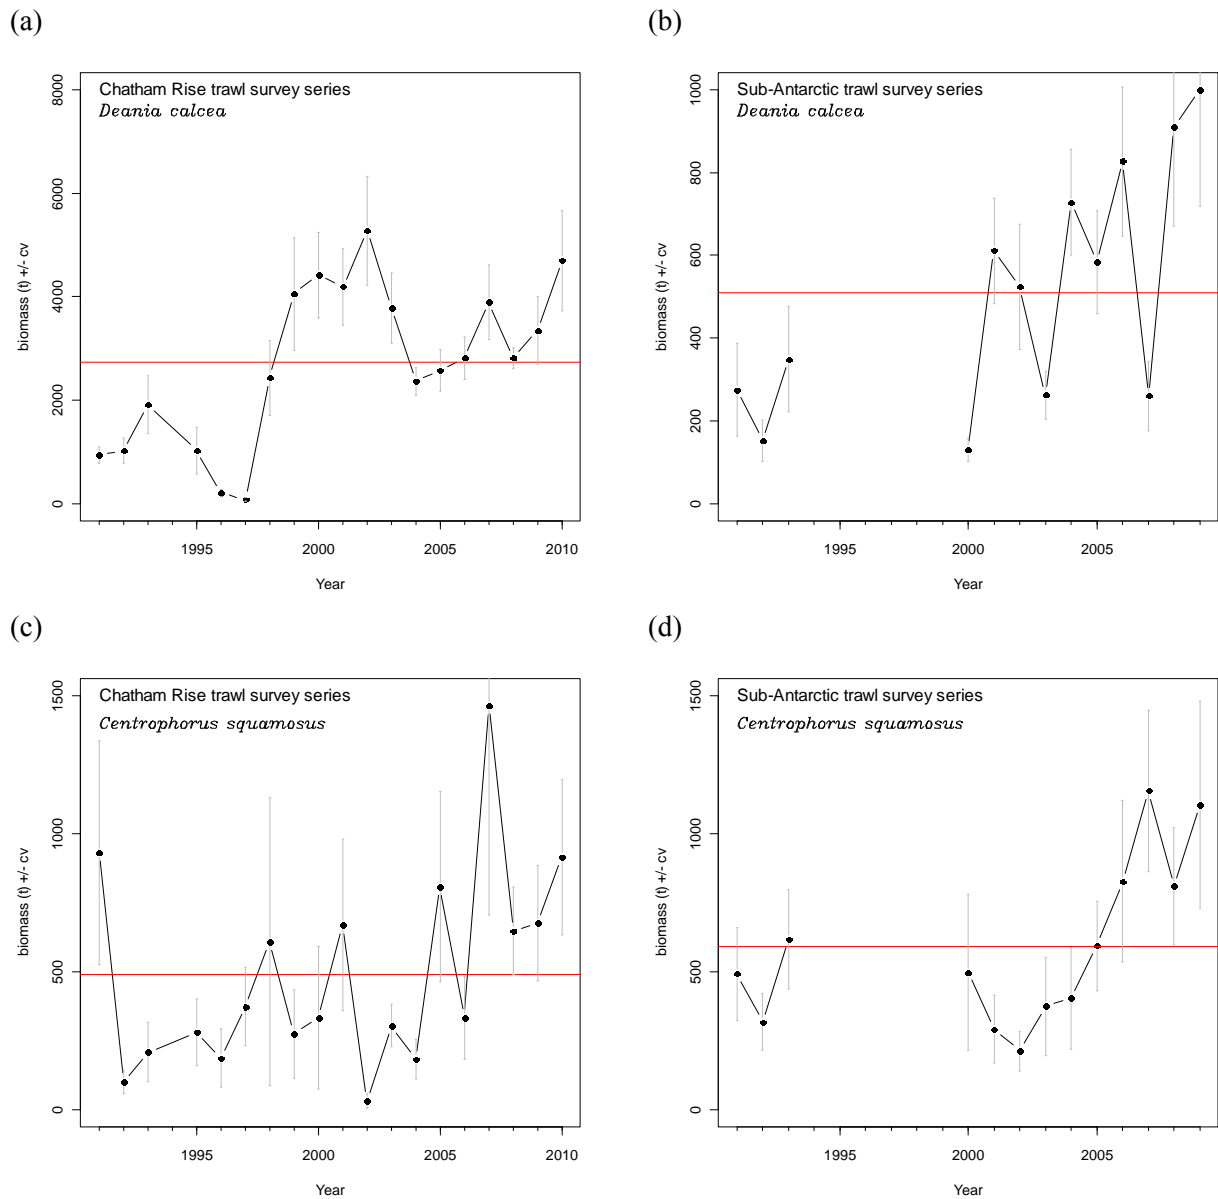 (a)
Chatham Rise trawl survey series
Deania calcea
biomass (t) +/- cv
0
2000
4000
6000
8000
1995
2000
2005
2010
Year
(b)
Sub-Antarctic trawl survey series
Deania calcea
biomass (t) +/- cv
0
200
400
600
800
1000
1995
2000
2005
Year
(c)
Chatham Rise trawl survey series
Centrophorus squamosus
biomass (t) +/- cv
0
500
1000
1500
1995
2000
2005
2010
Year
(d)
Sub-Antarctic trawl survey series
Centrophorus squamosus
biomass (t) +/- cv
0
500
1000
1500
1995
2000
2005
Year